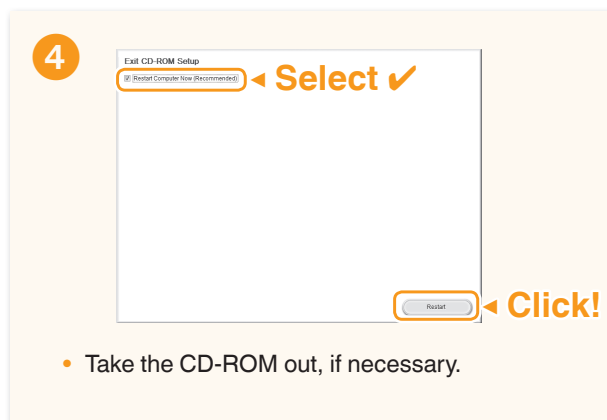 4
Exit CD-ROM Setup
Restart Computer Now (Recommended)
Select ✔
Restart
Click!
• Take the CD-ROM out, if necessary.